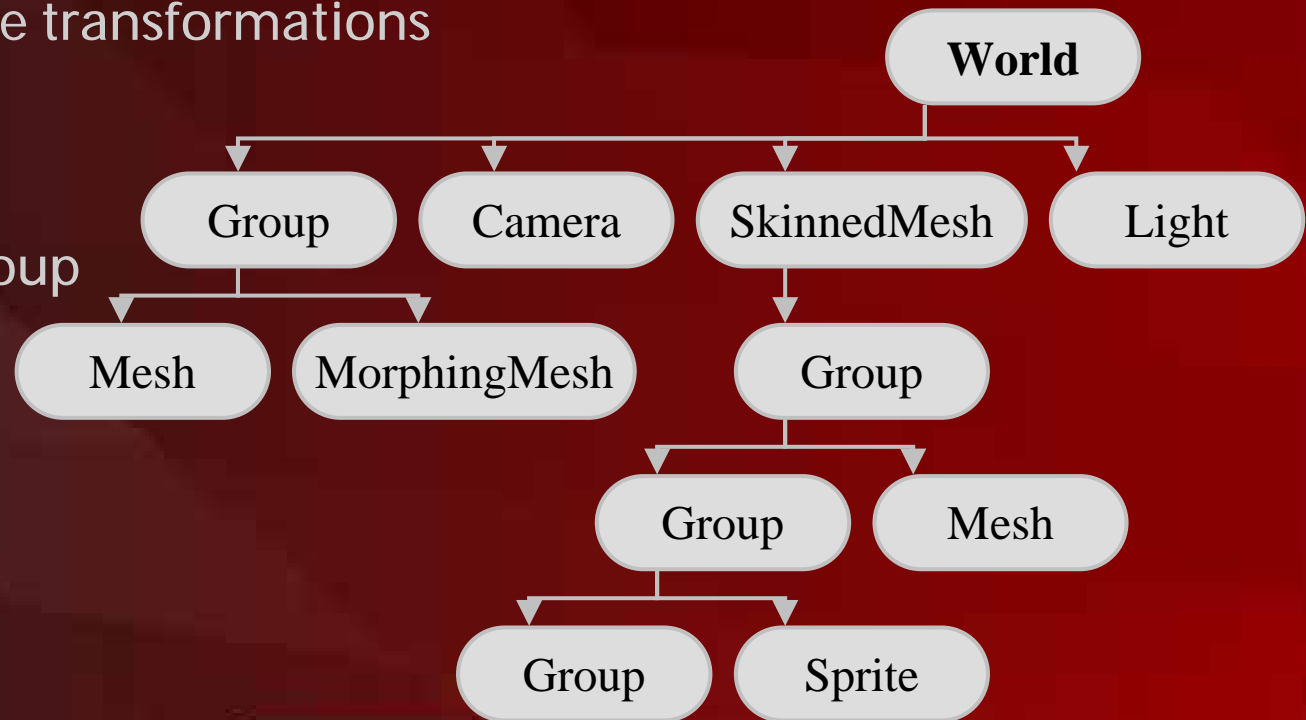 e transformations
World
Group Camera SkinnedMesh Light
oup
Mesh MorphingMesh Group
Group Mesh
Group Sprite